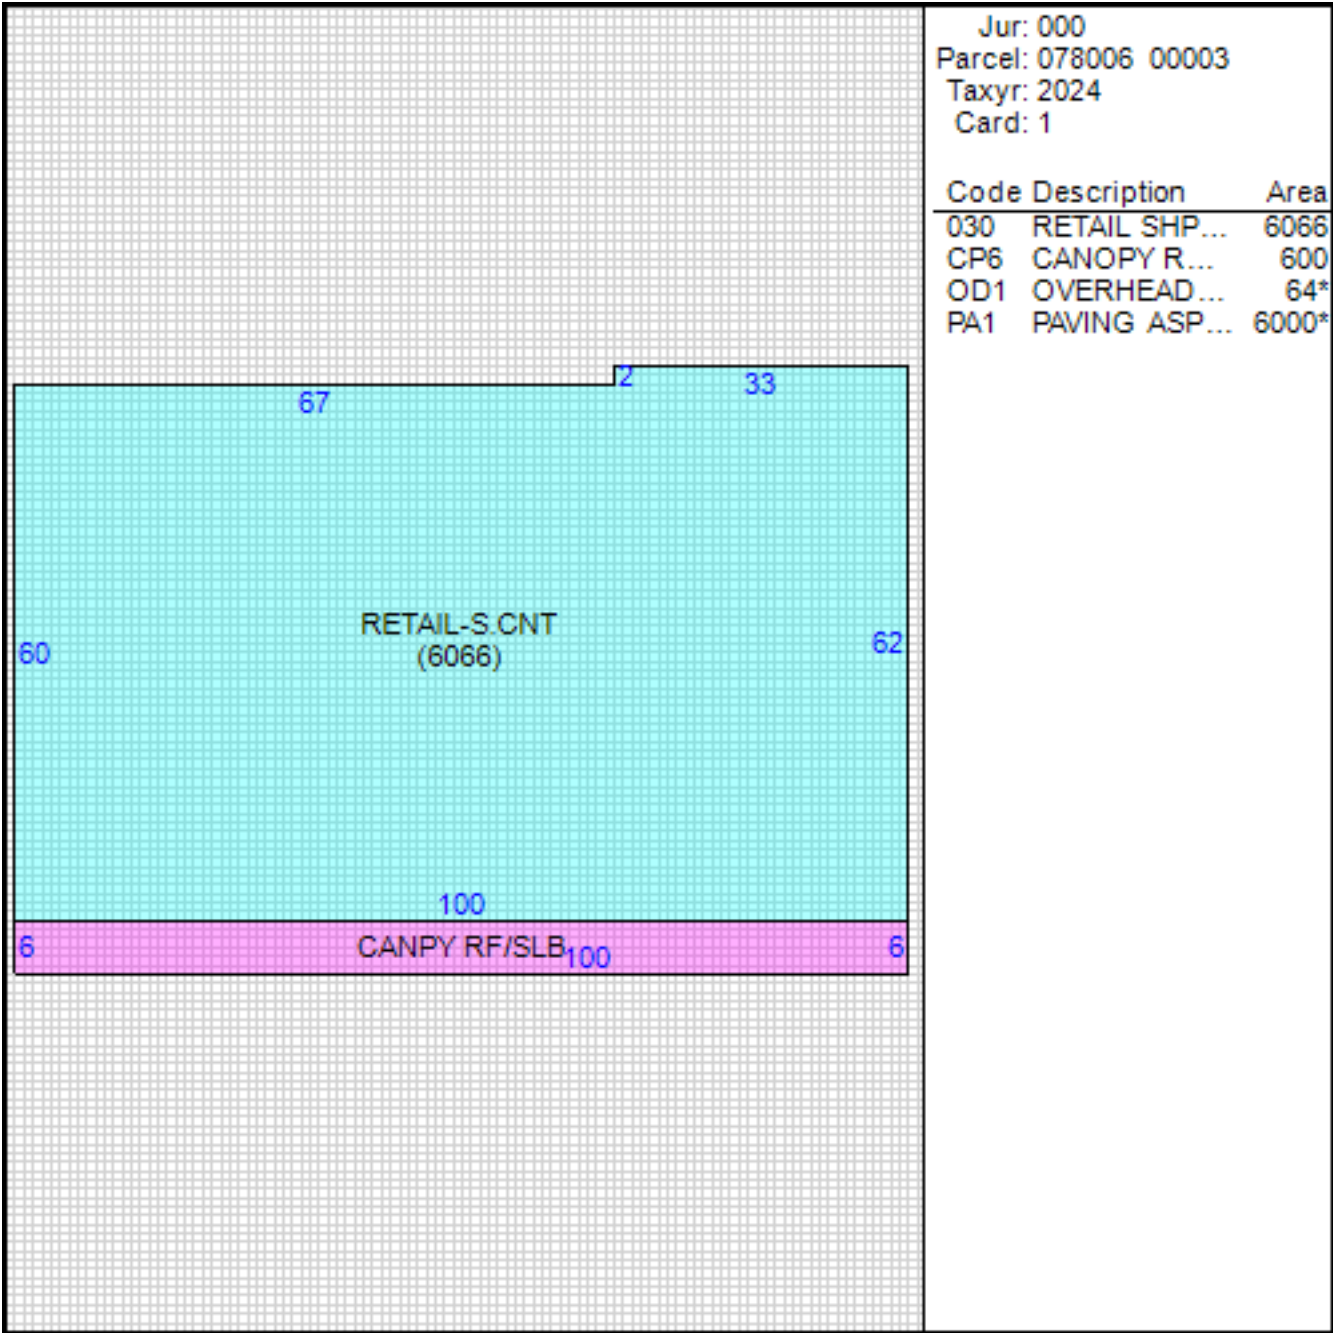 Jur: 000
Parcel: 078006 00003
Taxyr: 2024
Card: 1
Code Description Area
030 RETAIL SHP... 6066
CP6 CANOPY R... 600
OD1 OVERHEAD... 64*
PA1 PAVING ASP... 6000*
2
33
67
RETAIL-S.CNT
(6066)
60
62
100
6
CANPY RF/SLB
100
6